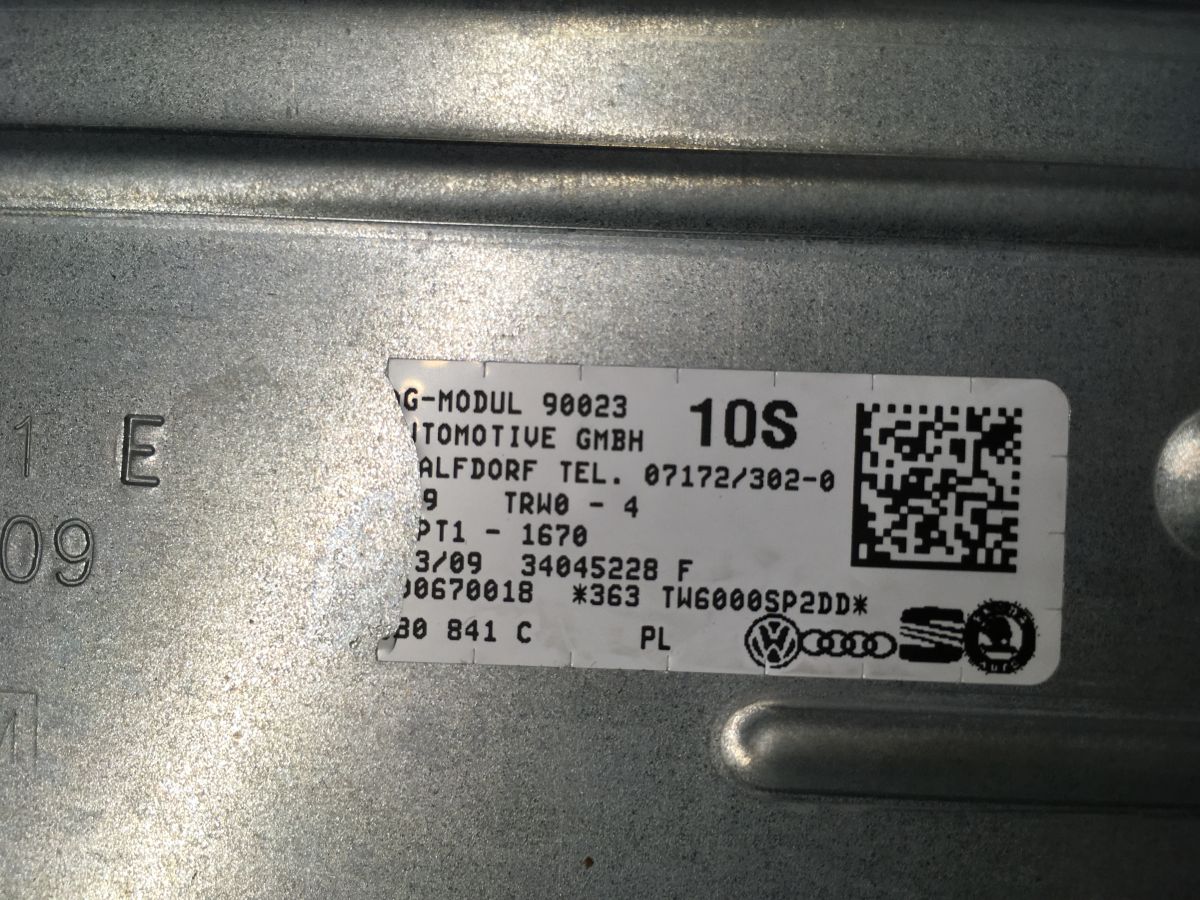 G-MODUL 90023
10S
UTOMOTIVE GMBH
ALFDORF TEL. 07172/302-0
9 TRW0 - 4
PT1 - 1670
3/09 34045228 F
00670018 *363 TW6000SP2DD*
80 841 C PL
1 E
09